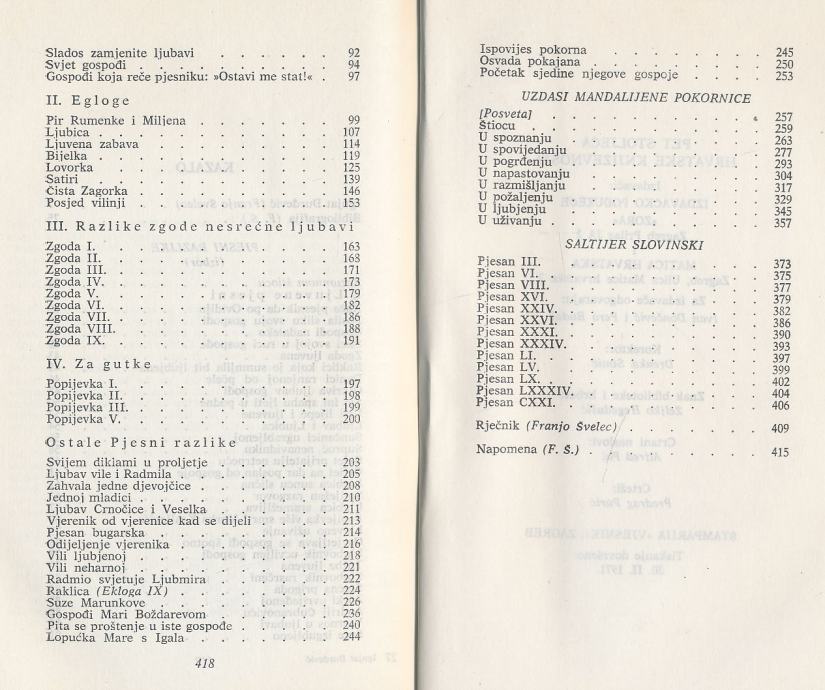 Slados zamjenite ljubavi . . . . . . 92
Svjet gospođi . . . . . . . . 94
Gospođi koja reče pjesniku: »Ostavi me stat!« . 97
II. Egloge
Pir Rumenke i Miljena . . . . . . 99
Ljubica . . . . . . . . . 107
Ljuvena zabava . . . . . . . 114
Bijelka . . . . . . . . . 119
Lovorka . . . . . . . . . 125
Satiri . . . . . . . . . 139
Čista Zagorka . . . . . . . 146
Posjed vilinji . . . . . . . . 153
III. Razlike zgode nesrećne ljubavi
Zgoda I. . . . . . . . . . 163
Zgoda II. . . . . . . . . . 168
Zgoda III. . . . . . . . . 171
Zgoda IV. . . . . . . . . 173
Zgoda V. . . . . . . . . . 179
Zgoda VI. . . . . . . . . 182
Zgoda VII. . . . . . . . . 186
Zgoda VIII. . . . . . . . . 188
Zgoda IX. . . . . . . . . 191
IV. Za gutke
Popijevka I. . . . . . . . . 197
Popijevka II. . . . . . . . . 198
Popijevka III. . . . . . . . 199
Popijevka V. . . . . . . . . 200
Ostale Pjesni razlike
Svijem diklami u proljetje . . . . . 203
Ljubav vile i Radmila . . . . . . 205
Zahvala jedne djevojčice . . . . . 208
Jednoj mladici . . . . . . . 210
Ljubav Crnočice i Veselka . . . . . 211
Vjerenik od vjerenice kad se dijeli . . . 213
Pjesan bugarska . . . . . . . 214
Odijeljenje vjerenika . . . . . . 216
Vili ljubjenoj . . . . . . . . 218
Vili neharnoj . . . . . . . . 221
Radmio svjetuje Ljubmira . . . . . 222
Raklica (Ekloga IX) . . . . . . 224
Suze Marunkove . . . . . . . 226
Gospođi Mari Boždarevom . . . . . 236
Pita se proštenje u iste gospođe . . . . 240
Lopućka Mare s Igala . . . . . . 244
418
Ispovijes pokorna . . . . . . 245
Osvada pokajana . . . . . . . 250
Početak sjedine njegove gospoje . . . . 253
UZDASI MANDALIJENE POKORNICE
[Posveta] . . . . . . . . . 257
Štiocu . . . . . . . . . 259
U spoznanju . . . . . . . . 263
U spovijedanju . . . . . . . 277
U pogrđenju . . . . . . . . 293
U napastovanju . . . . . . . 304
U razmišljanju . . . . . . . 317
U požaljenju . . . . . . . . 329
U ljubjenju . . . . . . . . 345
U uživanju . . . . . . . . 357
SALTIJER SLOVINSKI
Pjesan III. . . . . . . . . 373
Pjesan VI. . . . . . . . . 375
Pjesan VIII. . . . . . . . . 377
Pjesan XVI. . . . . . . . . 379
Pjesan XXIV. . . . . . . . 382
Pjesan XXVI. . . . . . . . 386
Pjesan XXXI. . . . . . . . 390
Pjesan XXXIV. . . . . . . . 393
Pjesan LI. . . . . . . . . 397
Pjesan LV. . . . . . . . . 399
Pjesan LX. . . . . . . . . 402
Pjesan LXXXIV. . . . . . . . 404
Pjesan CXXI. . . . . . . . 406
Rječnik (Franjo Švelec) . . . . . . 409
Napomena (F. Š.) . . . . . . . 415